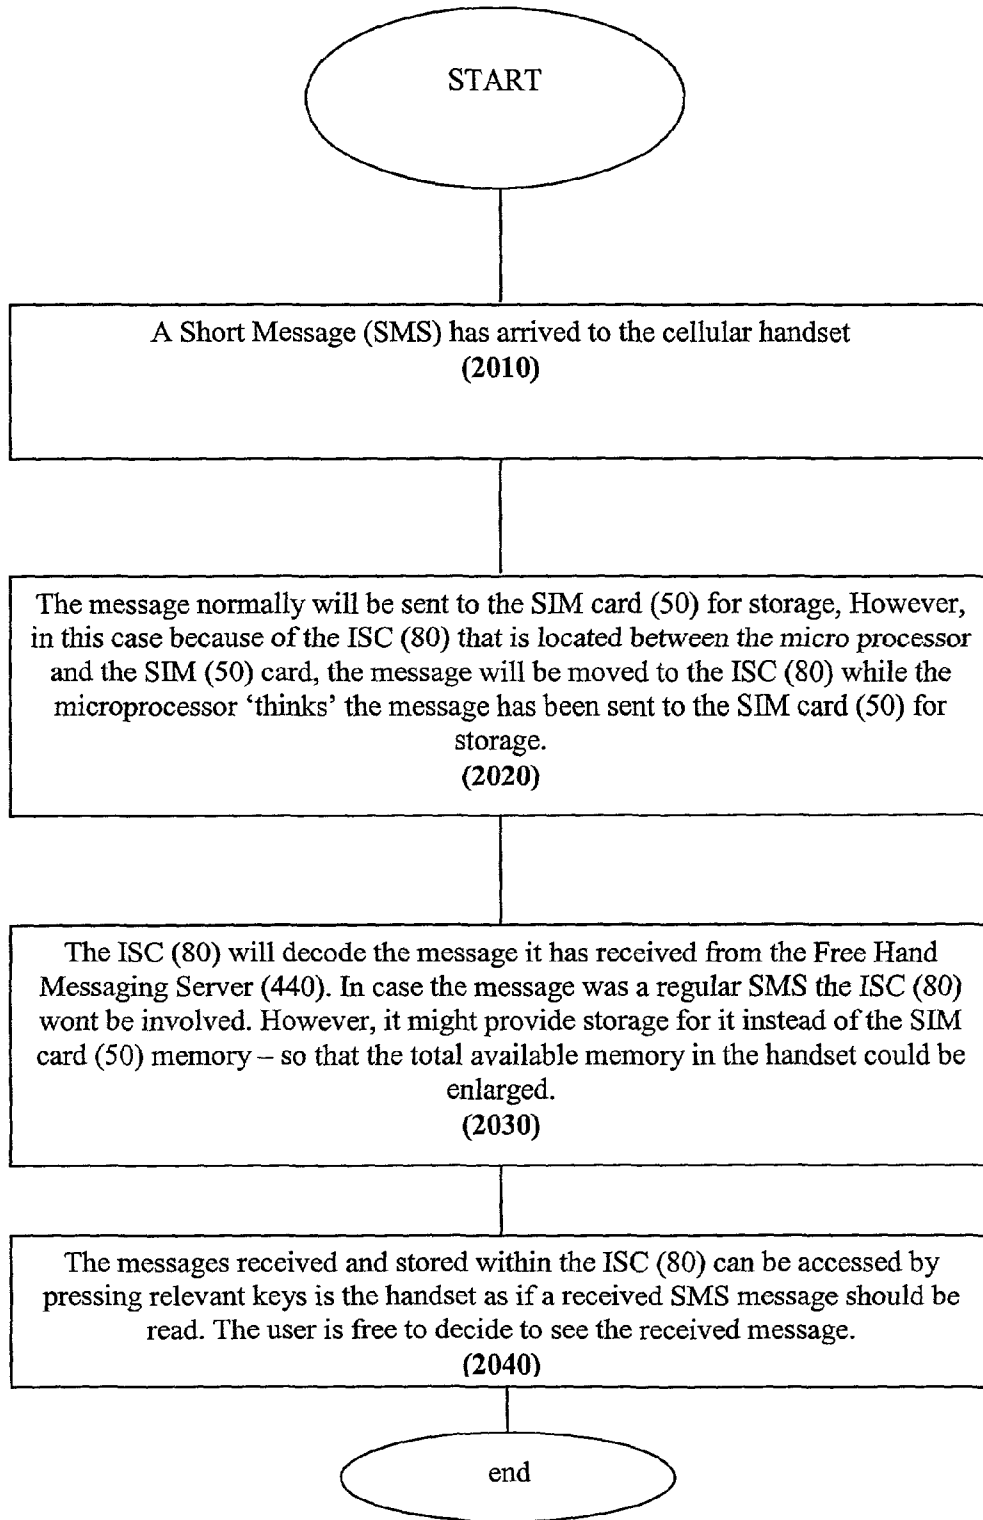 START
A Short Message (SMS) has arrived to the cellular handset
(2010)
The message normally will be sent to the SIM card (50) for storage, However,
in this case because of the ISC (80) that is located between the micro processor
and the SIM (50) card, the message will be moved to the ISC (80) while the
microprocessor ‘thinks’ the message has been sent to the SIM card (50) for
storage.
(2020)
The ISC (80) will decode the message it has received from the Free Hand
Messaging Server (440). In case the message was a regular SMS the ISC (80)
wont be involved. However, it might provide storage for it instead of the SIM
card (50) memory – so that the total available memory in the handset could be
enlarged.
(2030)
The messages received and stored within the ISC (80) can be accessed by
pressing relevant keys is the handset as if a received SMS message should be
read. The user is free to decide to see the received message.
(2040)
end